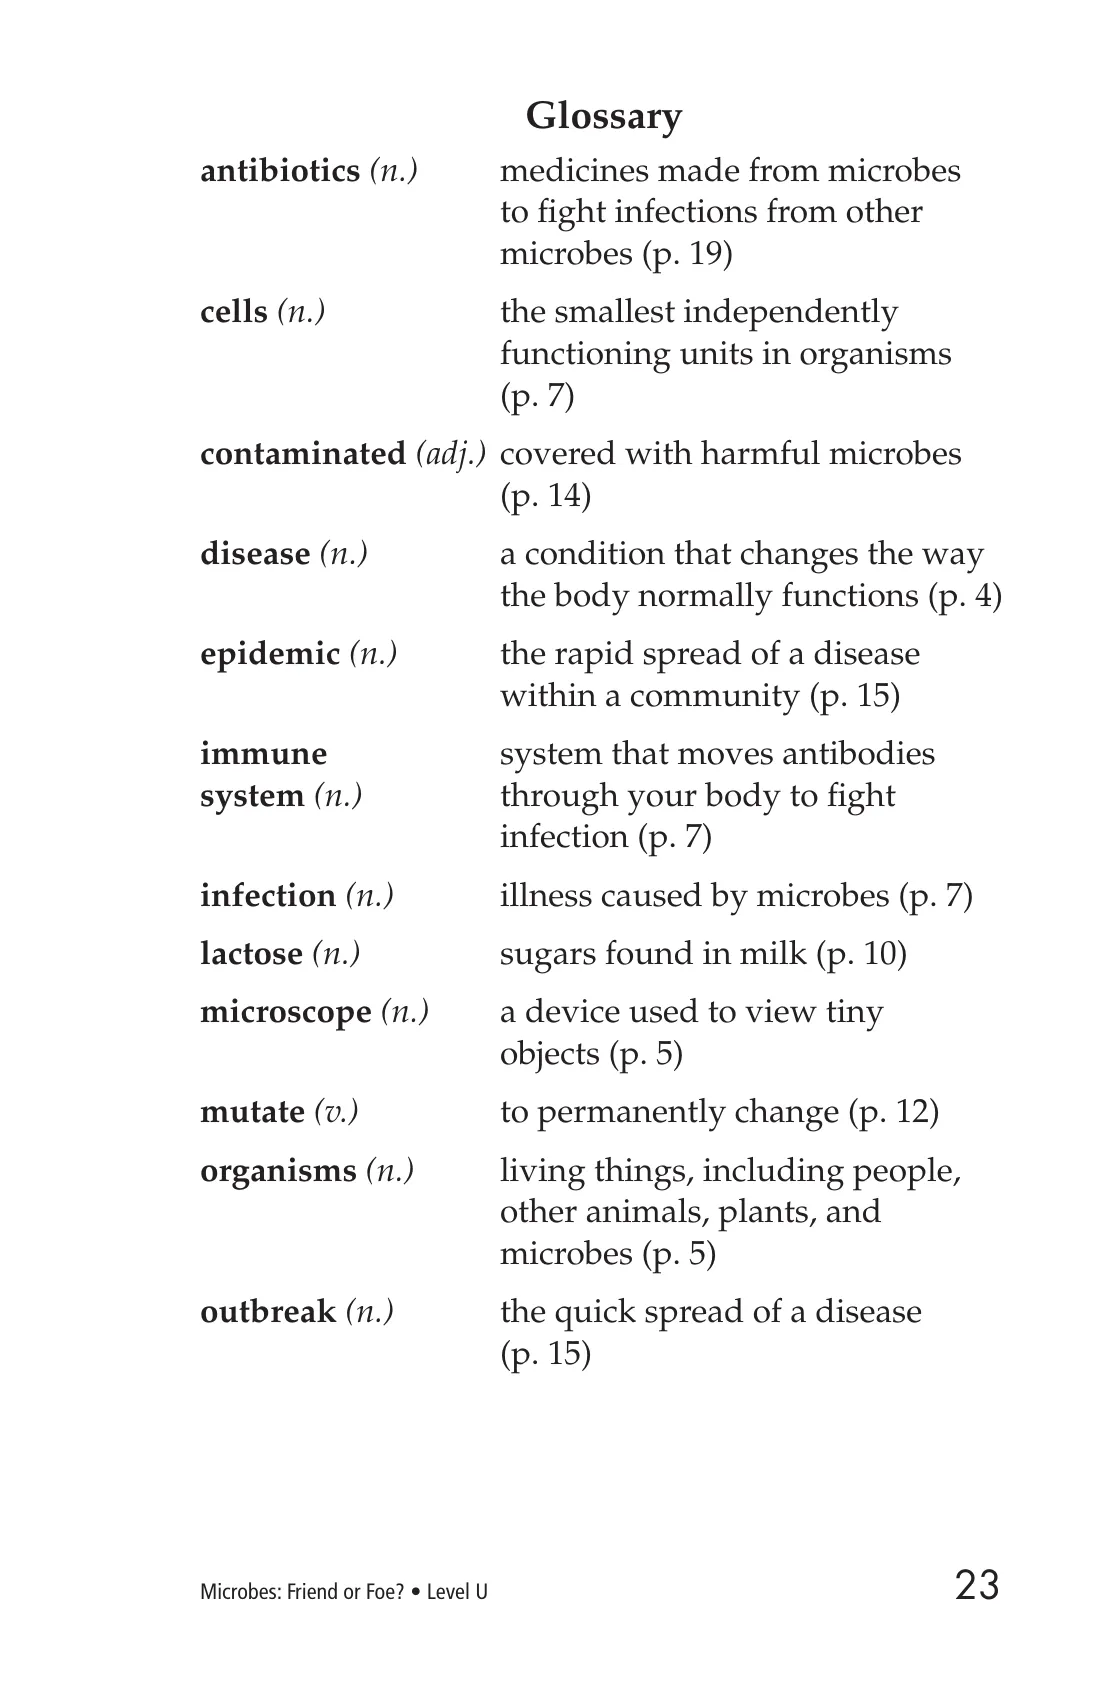 Glossary
antibiotics (n.) medicines made from microbes
to fight infections from other
microbes (p. 19)
cells (n.) the smallest independently
functioning units in organisms
(p. 7)
contaminated (adj.) covered with harmful microbes
(p. 14)
disease (n.) a condition that changes the way
the body normally functions (p. 4)
epidemic (n.) the rapid spread of a disease
within a community (p. 15)
immune system that moves antibodies
system (n.) through your body to fight
infection (p. 7)
infection (n.) illness caused by microbes (p. 7)
lactose (n.) sugars found in milk (p. 10)
microscope (n.) a device used to view tiny
objects (p. 5)
mutate (v.) to permanently change (p. 12)
organisms (n.) living things, including people,
other animals, plants, and
microbes (p. 5)
outbreak (n.) the quick spread of a disease
(p. 15)
Microbes: Friend or Foe? • Level U 23